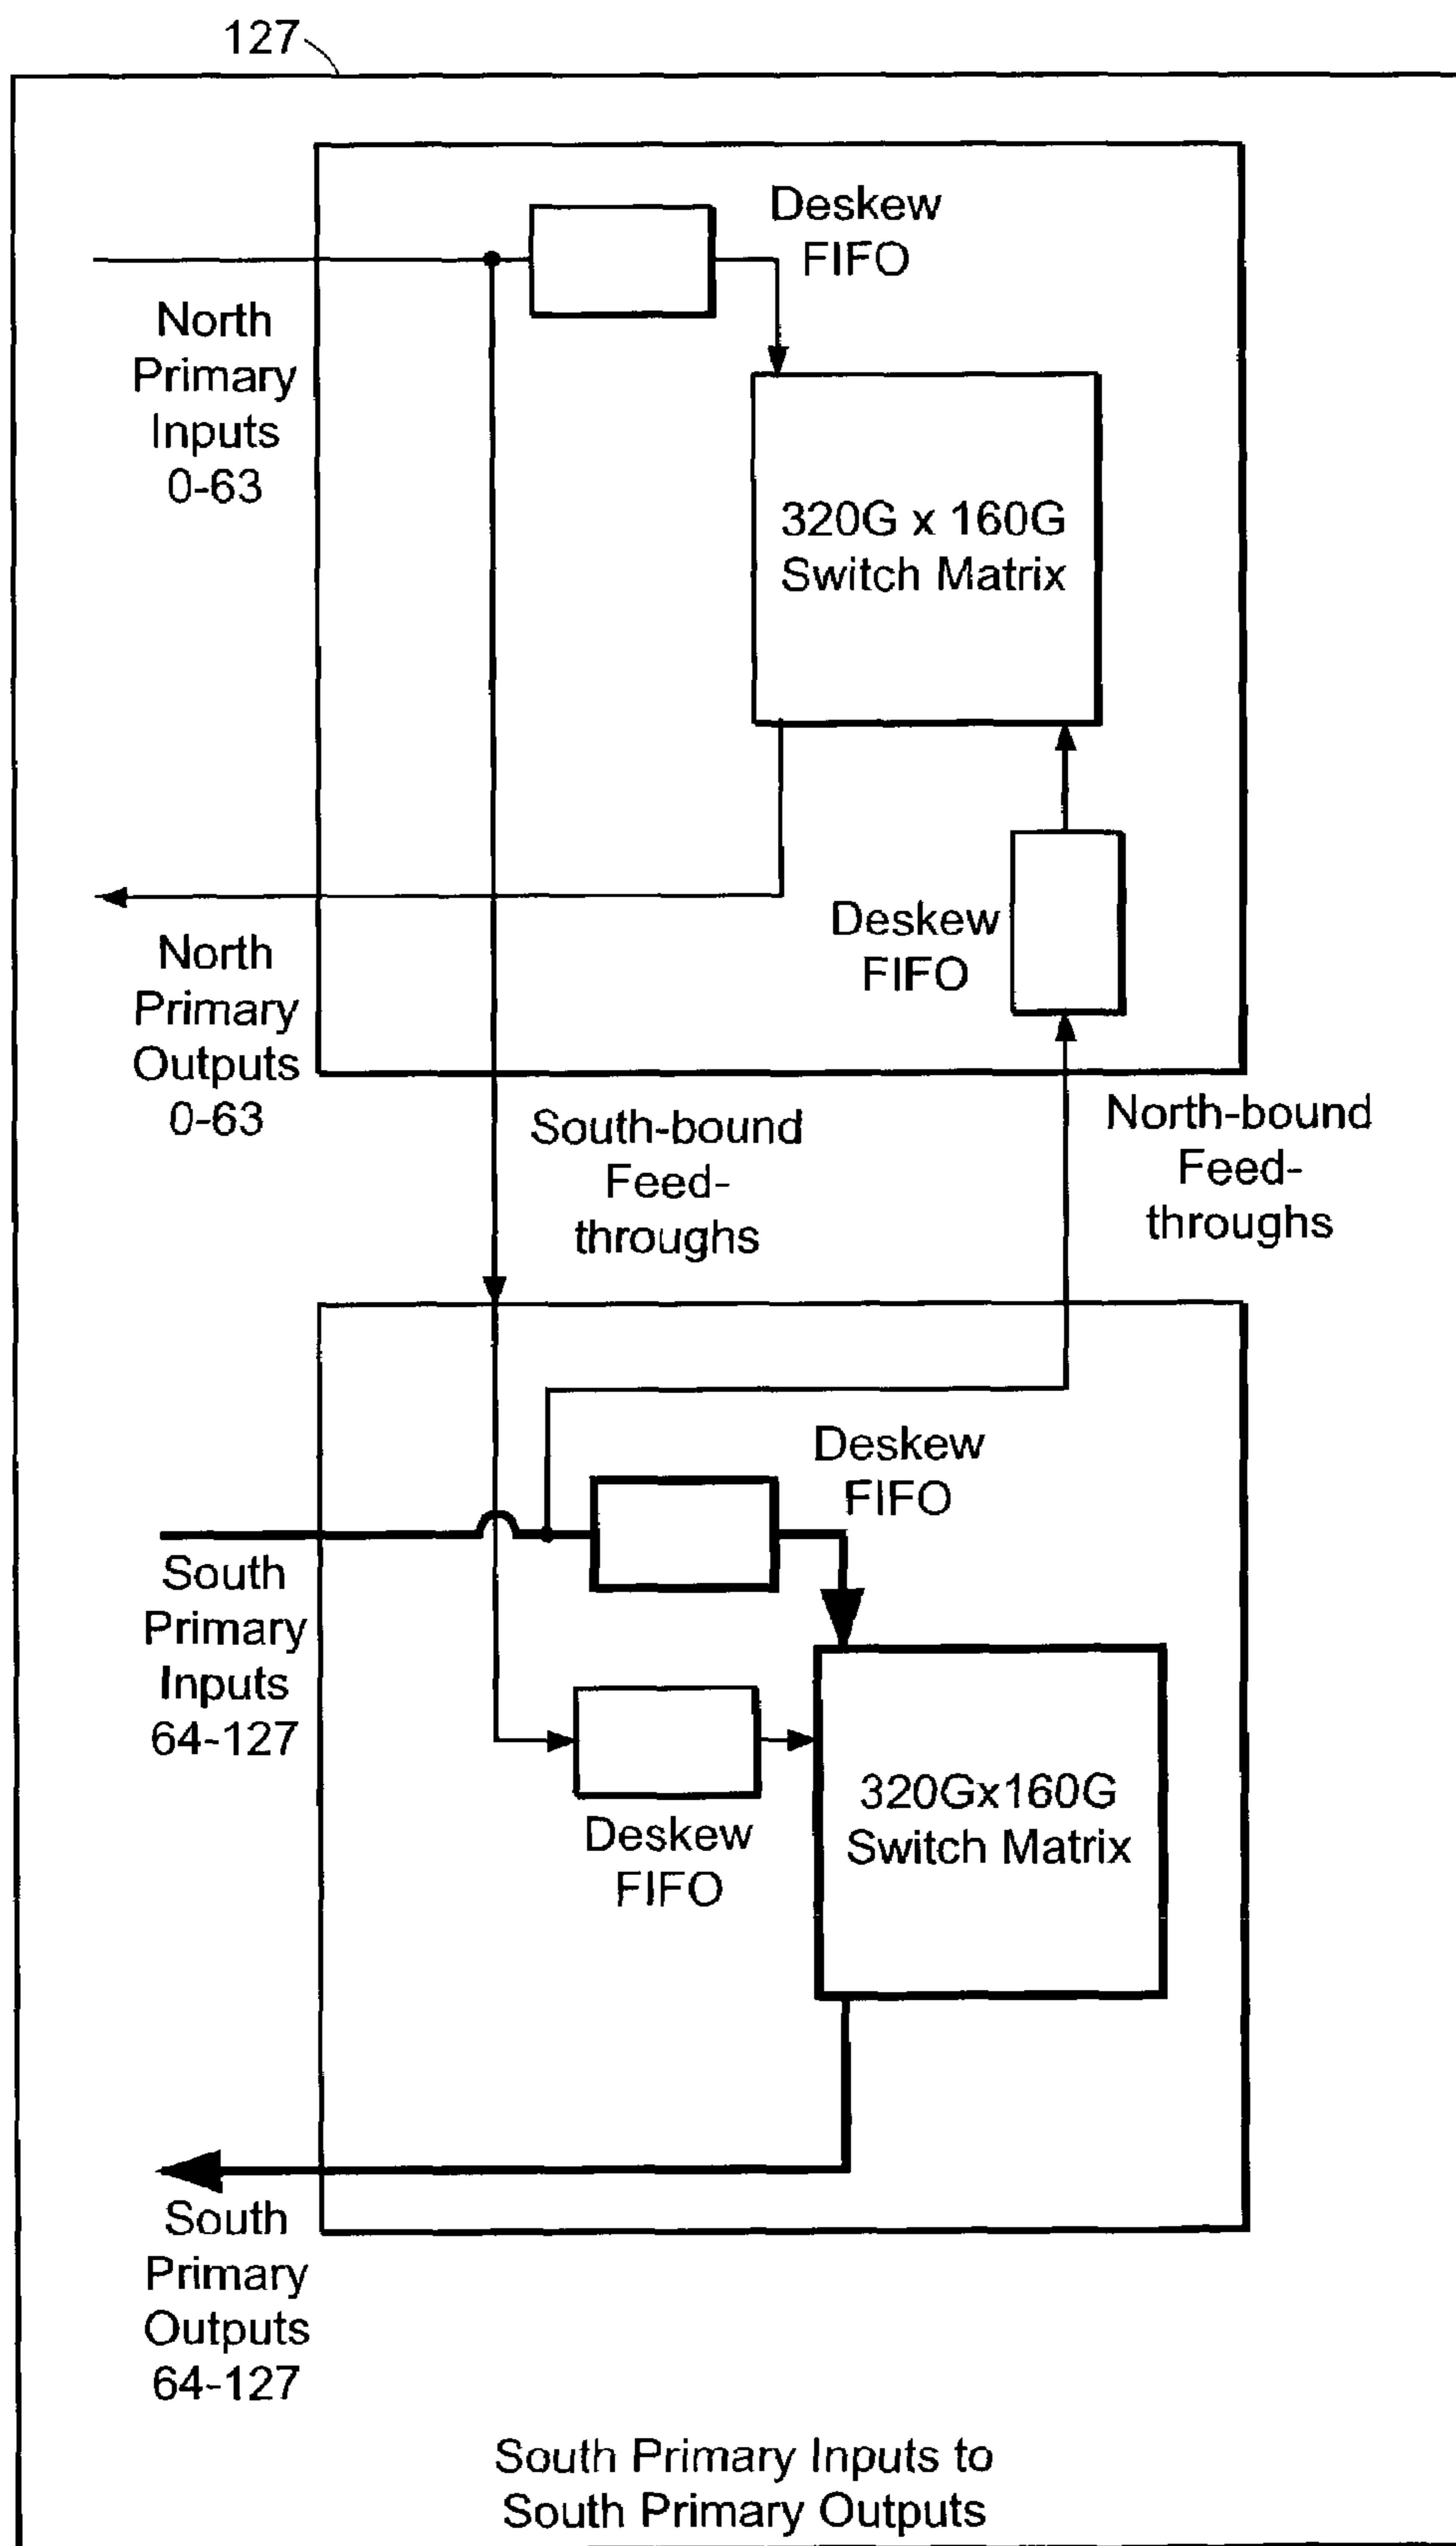 127
Deskew
FIFO
North
Primary
Inputs
0-63
320G x 160G
Switch Matrix
Deskew
FIFO
North
Primary
Outputs
0-63
South-bound
Feed-
throughs
North-bound
Feed-
throughs
Deskew
FIFO
South
Primary
Inputs
64-127
320Gx160G
Switch Matrix
Deskew
FIFO
South
Primary
Outputs
64-127
South Primary Inputs to
South Primary Outputs